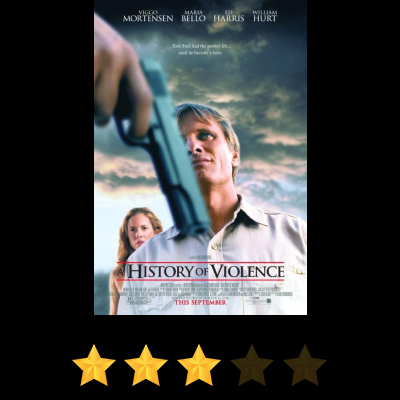 VIGGO MARIA ED WILLIAM
MORTENSEN BELLO HARRIS HURT
Tom Stall had the perfect life...
until he became a hero.
A HISTORY OF VIOLENCE
THIS SEPTEMBER